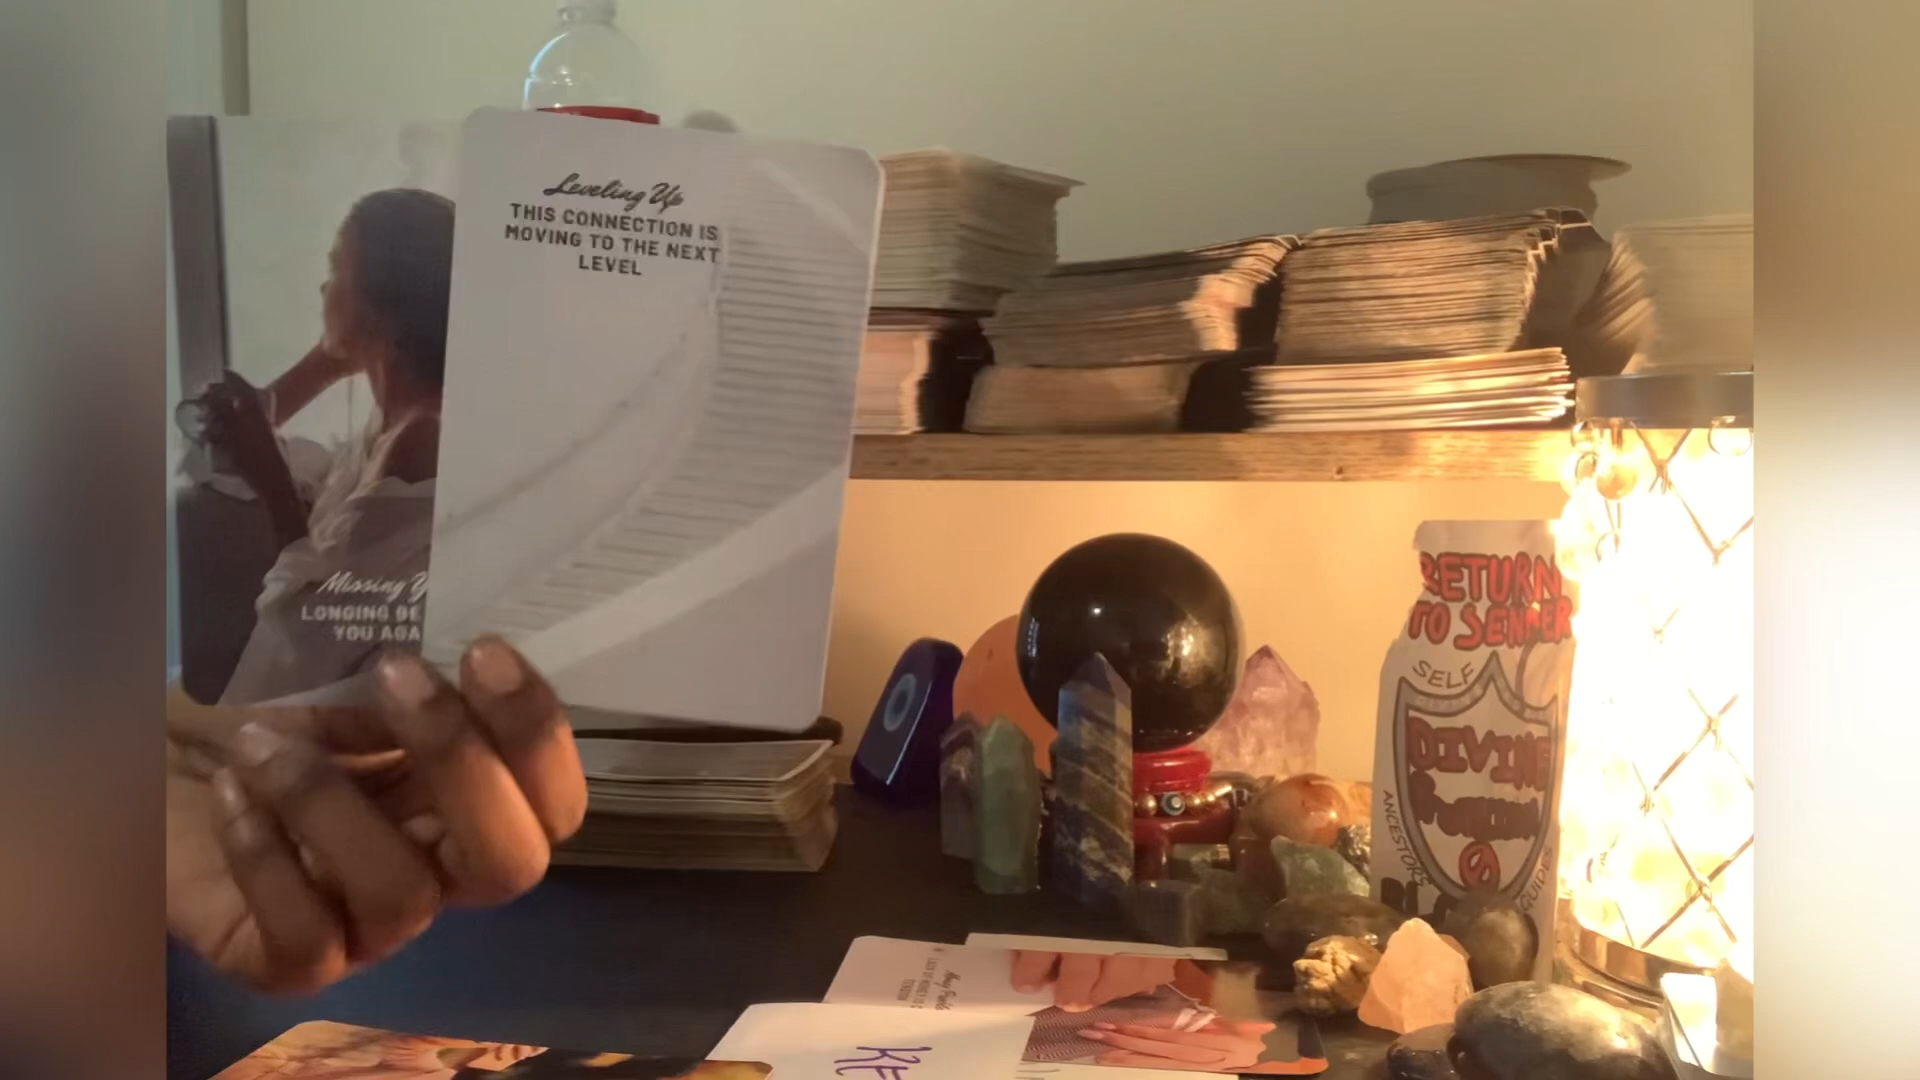 Leveling Up
THIS CONNECTION IS
MOVING TO THE NEXT
LEVEL
Missing
LONGING BE
YOU AGA
RETURN
TO SENDER
SELF
DIVINE
ANCESTORS
GUIDES